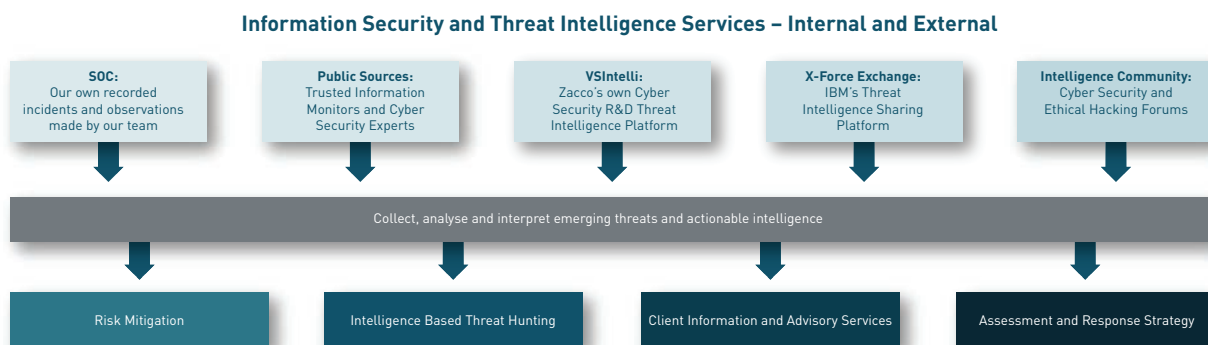 Information Security and Threat Intelligence Services – Internal and External
SOC:
Our own recorded
incidents and observations
made by our team
Public Sources:
Trusted Information
Monitors and Cyber
Security Experts
VSIntelli:
Zacco's own Cyber
Security R&D Threat
Intelligence Platform
X-Force Exchange:
IBM's Threat
Intelligence Sharing
Platform
Intelligence Community:
Cyber Security and
Ethical Hacking Forums
Collect, analyse and interpret emerging threats and actionable intelligence
Risk Mitigation
Intelligence Based Threat Hunting
Client Information and Advisory Services
Assessment and Response Strategy